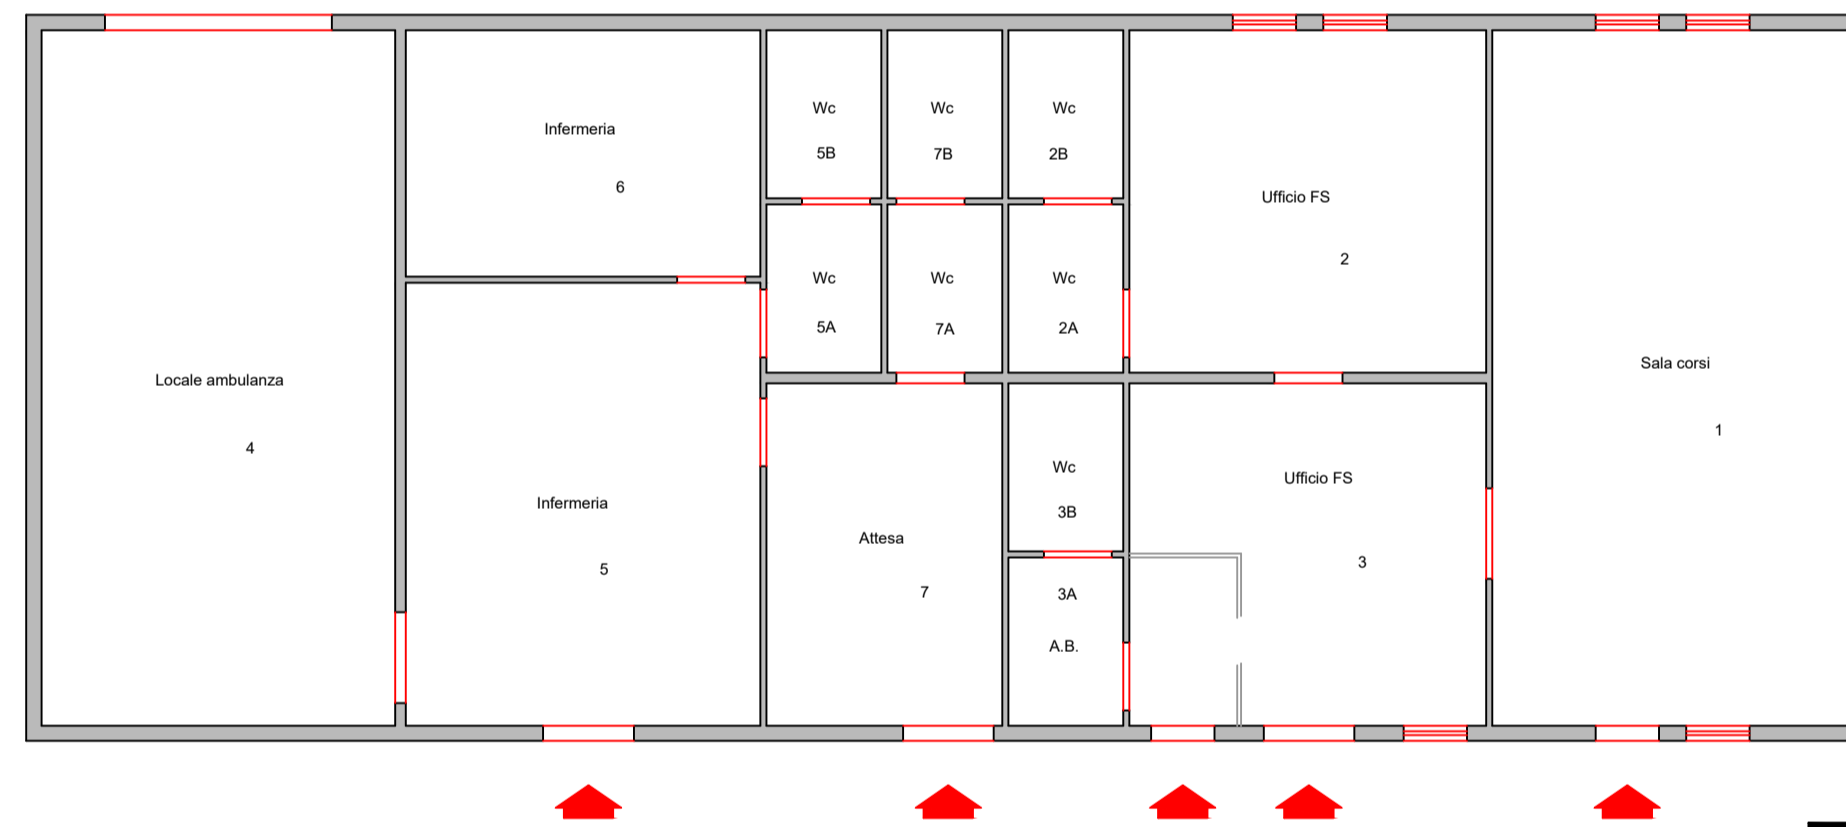 Wc
Wc
Wc
Infermeria
5B
7B
2B
6
Ufficio FS
2
Wc
Wc
Wc
5A
7A
2A
Locale ambulanza
4
Sala corsi
1
Infermeria
5
Attesa
7
Wc
3B
Ufficio FS
3
3A
A.B.